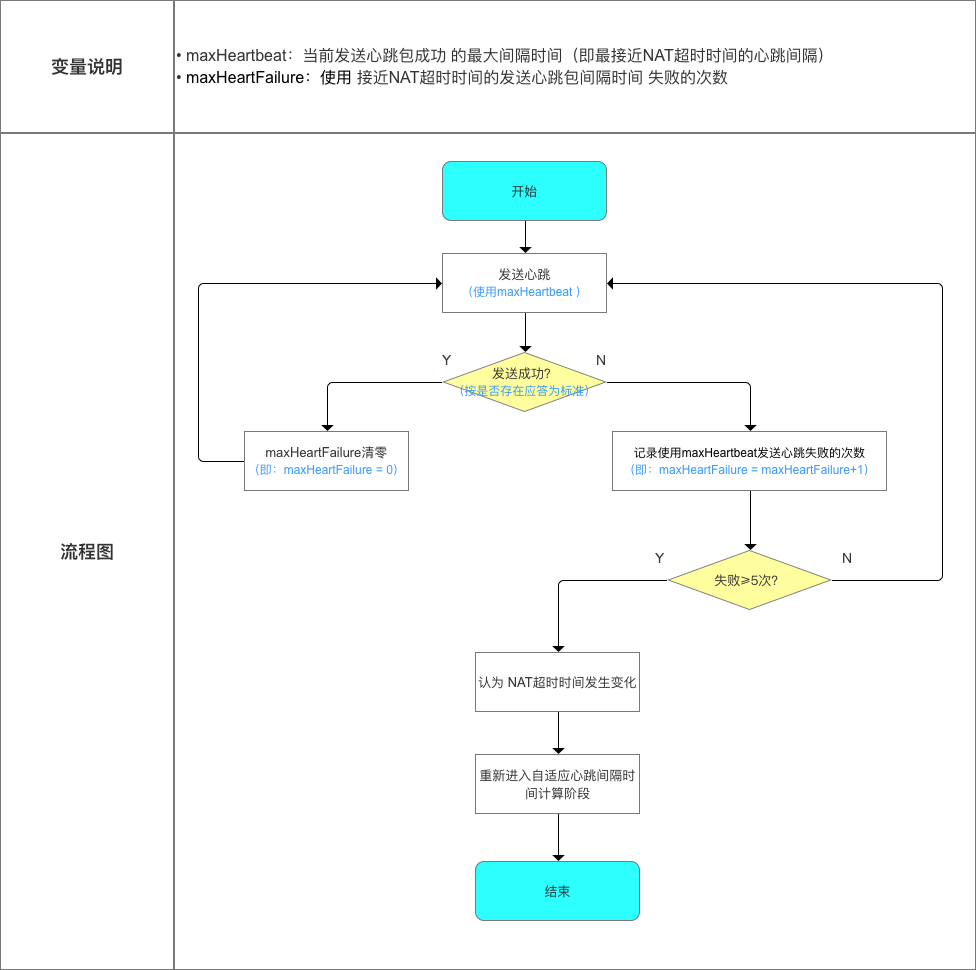 变量说明
• maxHeartbeat：当前发送心跳包成功 的最大间隔时间（即最接近NAT超时时间的心跳间隔）
• maxHeartFailure：使用 接近NAT超时时间的发送心跳包间隔时间 失败的次数
流程图
开始
发送心跳
（使用maxHeartbeat ）
Y
N
发送成功?
（按是否存在应答为标准）
maxHeartFailure清零
（即：maxHeartFailure = 0）
记录使用maxHeartbeat发送心跳失败的次数
（即：maxHeartFailure = maxHeartFailure+1）
Y
N
失败≥5次?
认为 NAT超时时间发生变化
重新进入自适应心跳间隔时
间计算阶段
结束